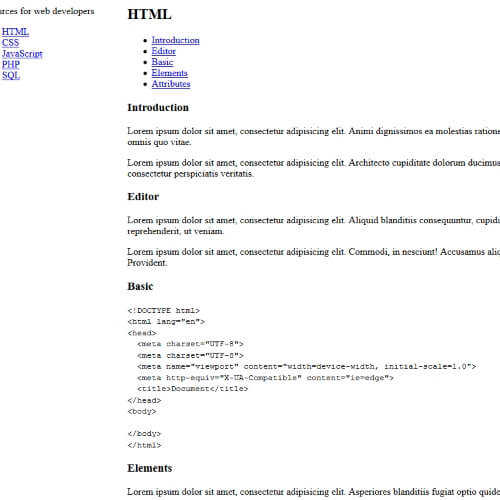 for web developers
HTML
CSS
JavaScript
PHP
SQL
HTML
Introduction
Editor
Basic
Elements
Attributes
Introduction
Lorem ipsum dolor sit amet, consectetur adipisicing elit. Animi dignissimos ea molestias ratione
omnis quo vitae.
Lorem ipsum dolor sit amet, consectetur adipisicing elit. Architecto cupiditate dolorum ducimus
consectetur perspiciatis veritatis.
Editor
Lorem ipsum dolor sit amet, consectetur adipisicing elit. Aliquid blanditiis consequuntur,
reprehenderit, ut veniam.
Lorem ipsum dolor sit amet, consectetur adipisicing elit. Commodi, in nesciunt! Accusamus
Provident.
Basic
<!DOCTYPE html>
<html lang="en">
<head>
<meta charset="UTF-8">
<meta charset="UTF-8">
<meta name="viewport" content="width=device-width, initial-scale=1.0">
<meta http-equiv="X-UA-Compatible" content="ie=edge">
<title>Document</title>
</head>
<body>
</body>
</html>
Elements
Lorem ipsum dolor sit amet, consectetur adipisicing elit. Asperiores blanditiis fugiat optio